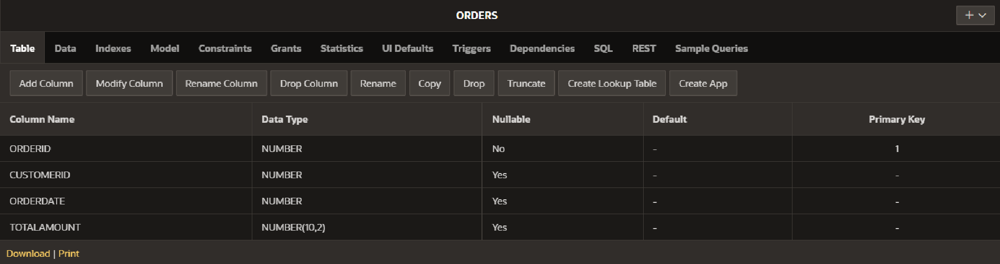 ORDERS
Table Data Indexes Model Constraints Grants Statistics UI Defaults Triggers Dependencies SQL REST Sample Queries
Add Column Modify Column Rename Column Drop Column Rename Copy Drop Truncate Create Lookup Table Create App
Column Name Data Type Nullable Default Primary Key
ORDERID NUMBER No - 1
CUSTOMERID NUMBER Yes - -
ORDERDATE NUMBER Yes - -
TOTALAMOUNT NUMBER(10,2) Yes - -
Download | Print